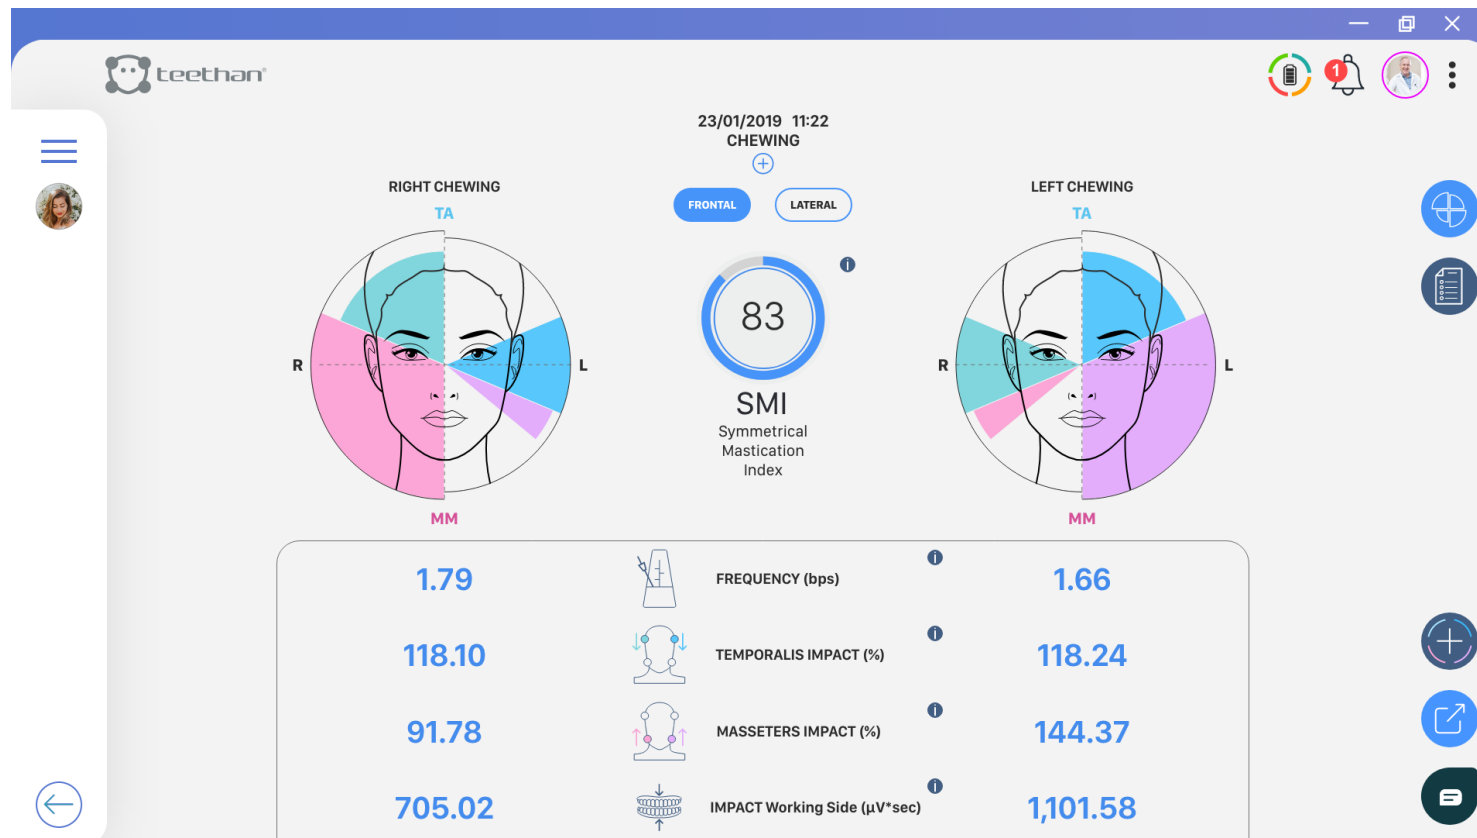 teethan®
1
23/01/2019 11:22
CHEWING
RIGHT CHEWING
TA
R
L
MM
FRONTAL
LATERAL
83
SMI
Symmetrical
Mastication
Index
LEFT CHEWING
TA
R
L
MM
1.79 FREQUENCY (bps) 1.66
118.10 TEMPORALIS IMPACT (%) 118.24
91.78 MASSETERS IMPACT (%) 144.37
705.02 IMPACT Working Side (µV*sec) 1,101.58